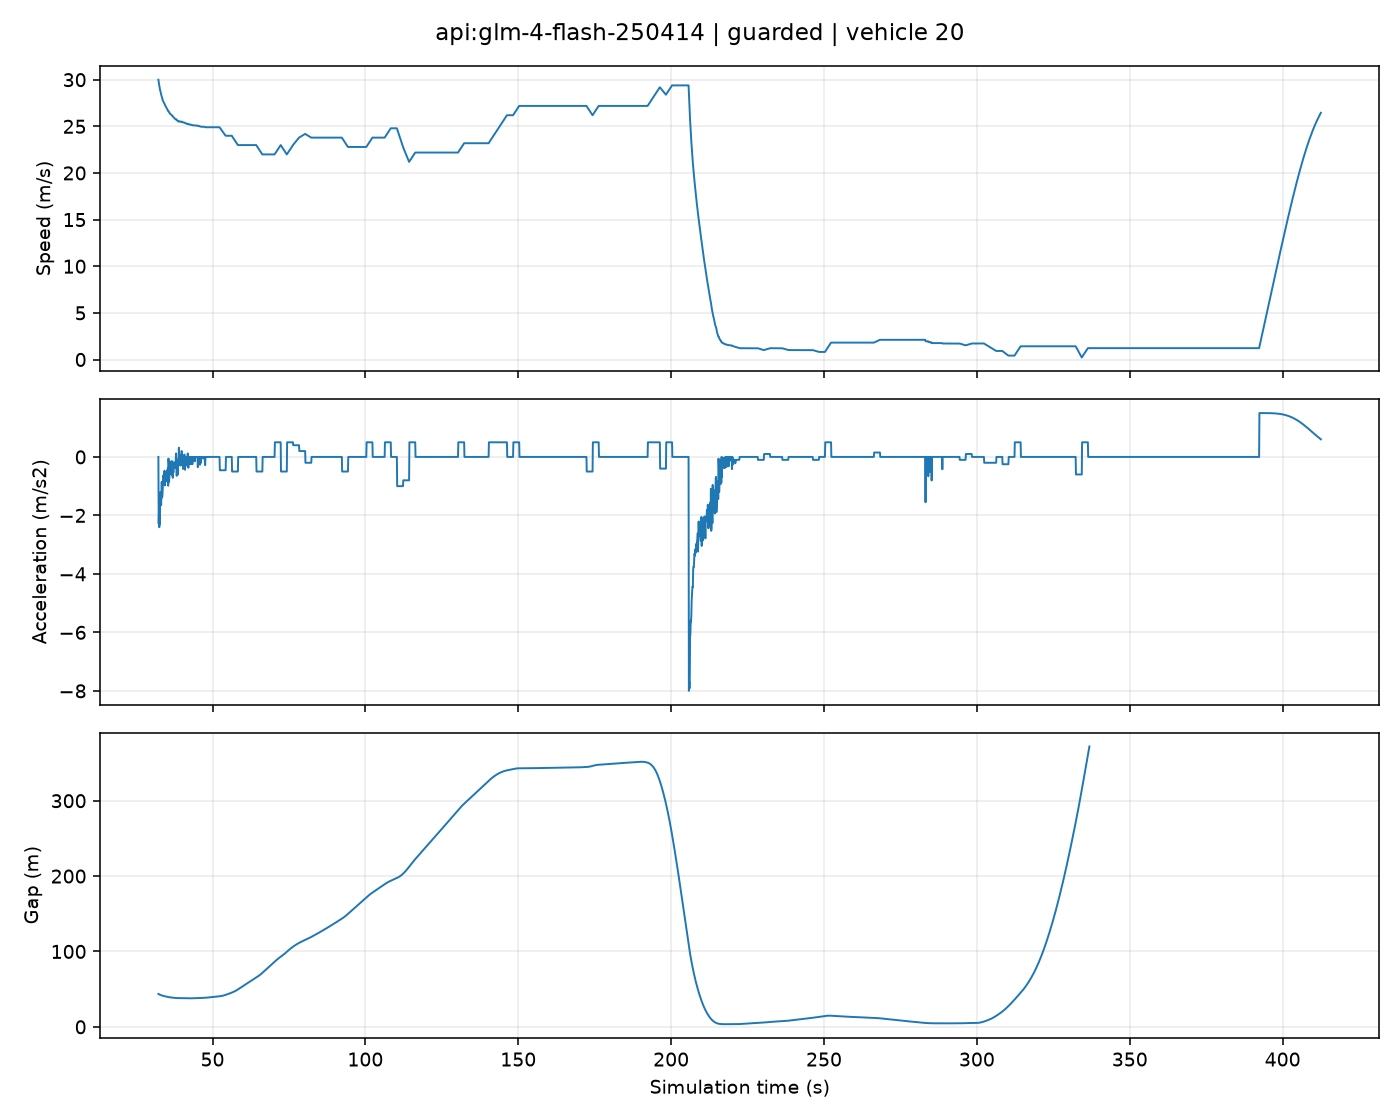 api:glm-4-flash-250414 | guarded | vehicle 20
30
25
20
15
10
5
0
Speed (m/s)
0
−2
−4
−6
−8
Acceleration (m/s2)
300
200
100
0
Gap (m)
50 100 150 200 250 300 350 400
Simulation time (s)